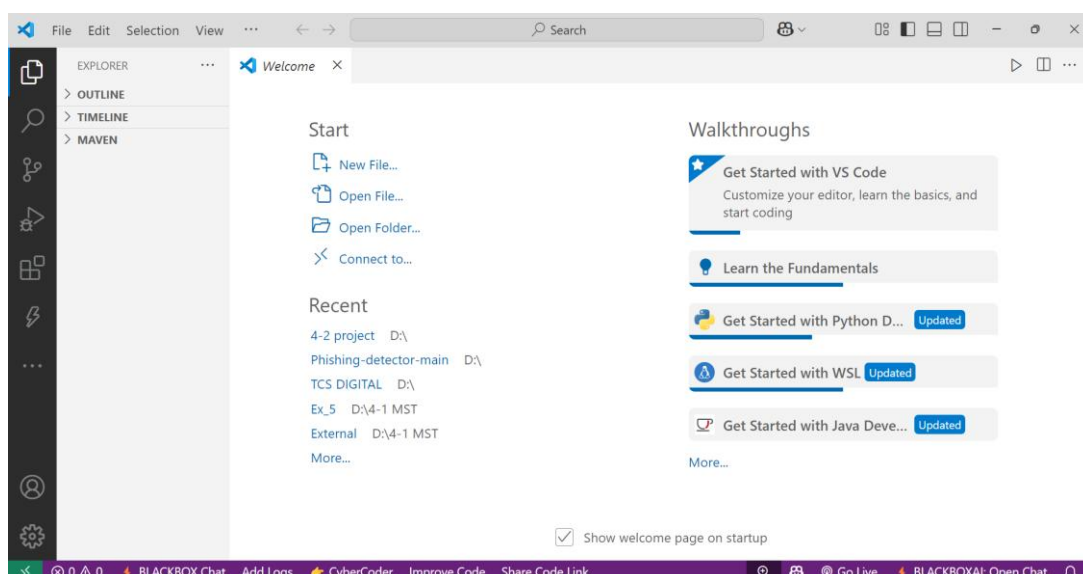 File Edit Selection View ... Search
EXPLORER ... Welcome
OUTLINE
TIMELINE
MAVEN
Start
New File...
Open File...
Open Folder...
Connect to...
Recent
4-2 project D:\
Phishing-detector-main D:\
TCS DIGITAL D:\
Ex_5 D:\4-1 MST
External D:\4-1 MST
More...
Walkthroughs
Get Started with VS Code
Customize your editor, learn the basics, and
start coding
Learn the Fundamentals
Get Started with Python D... Updated
Get Started with WSL Updated
Get Started with Java Deve... Updated
More...
Show welcome page on startup
0 0 BLACKBOX Chat Add Logs CyberCoder Improve Code Share Code Link Go Live BLACKBOXAI: Open Chat